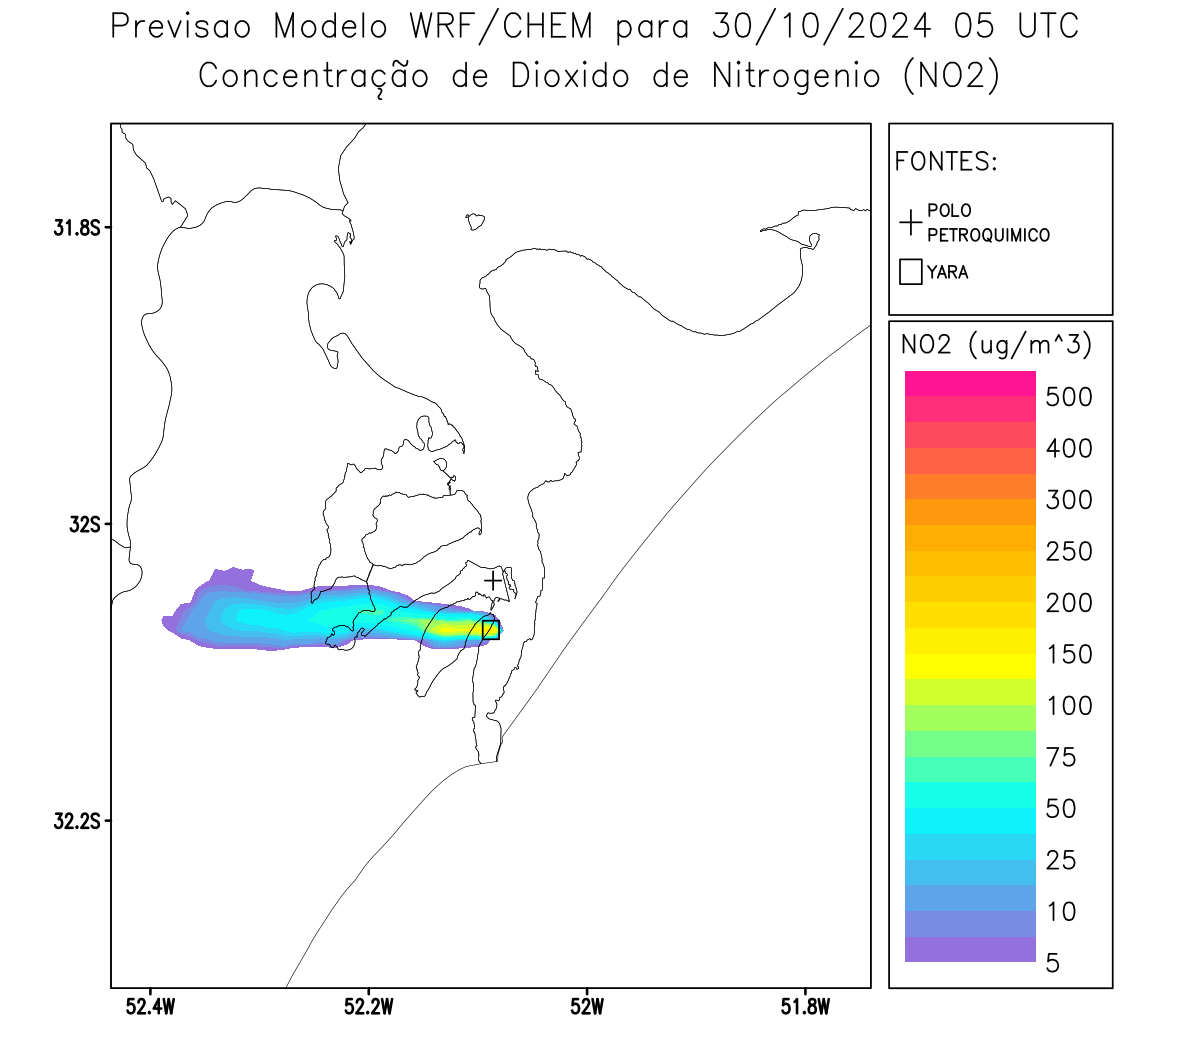 Previsao Modelo WRF/CHEM para 30/10/2024 05 UTC
Concentração de Dioxido de Nitrogenio (NO2)
FONTES:
POLO
PETROQUIMICO
YARA
NO2 (ug/m^3)
500
400
300
250
200
150
100
75
50
25
10
5
31.8S
32S
32.2S
52.4W
52.2W
52W
51.8W